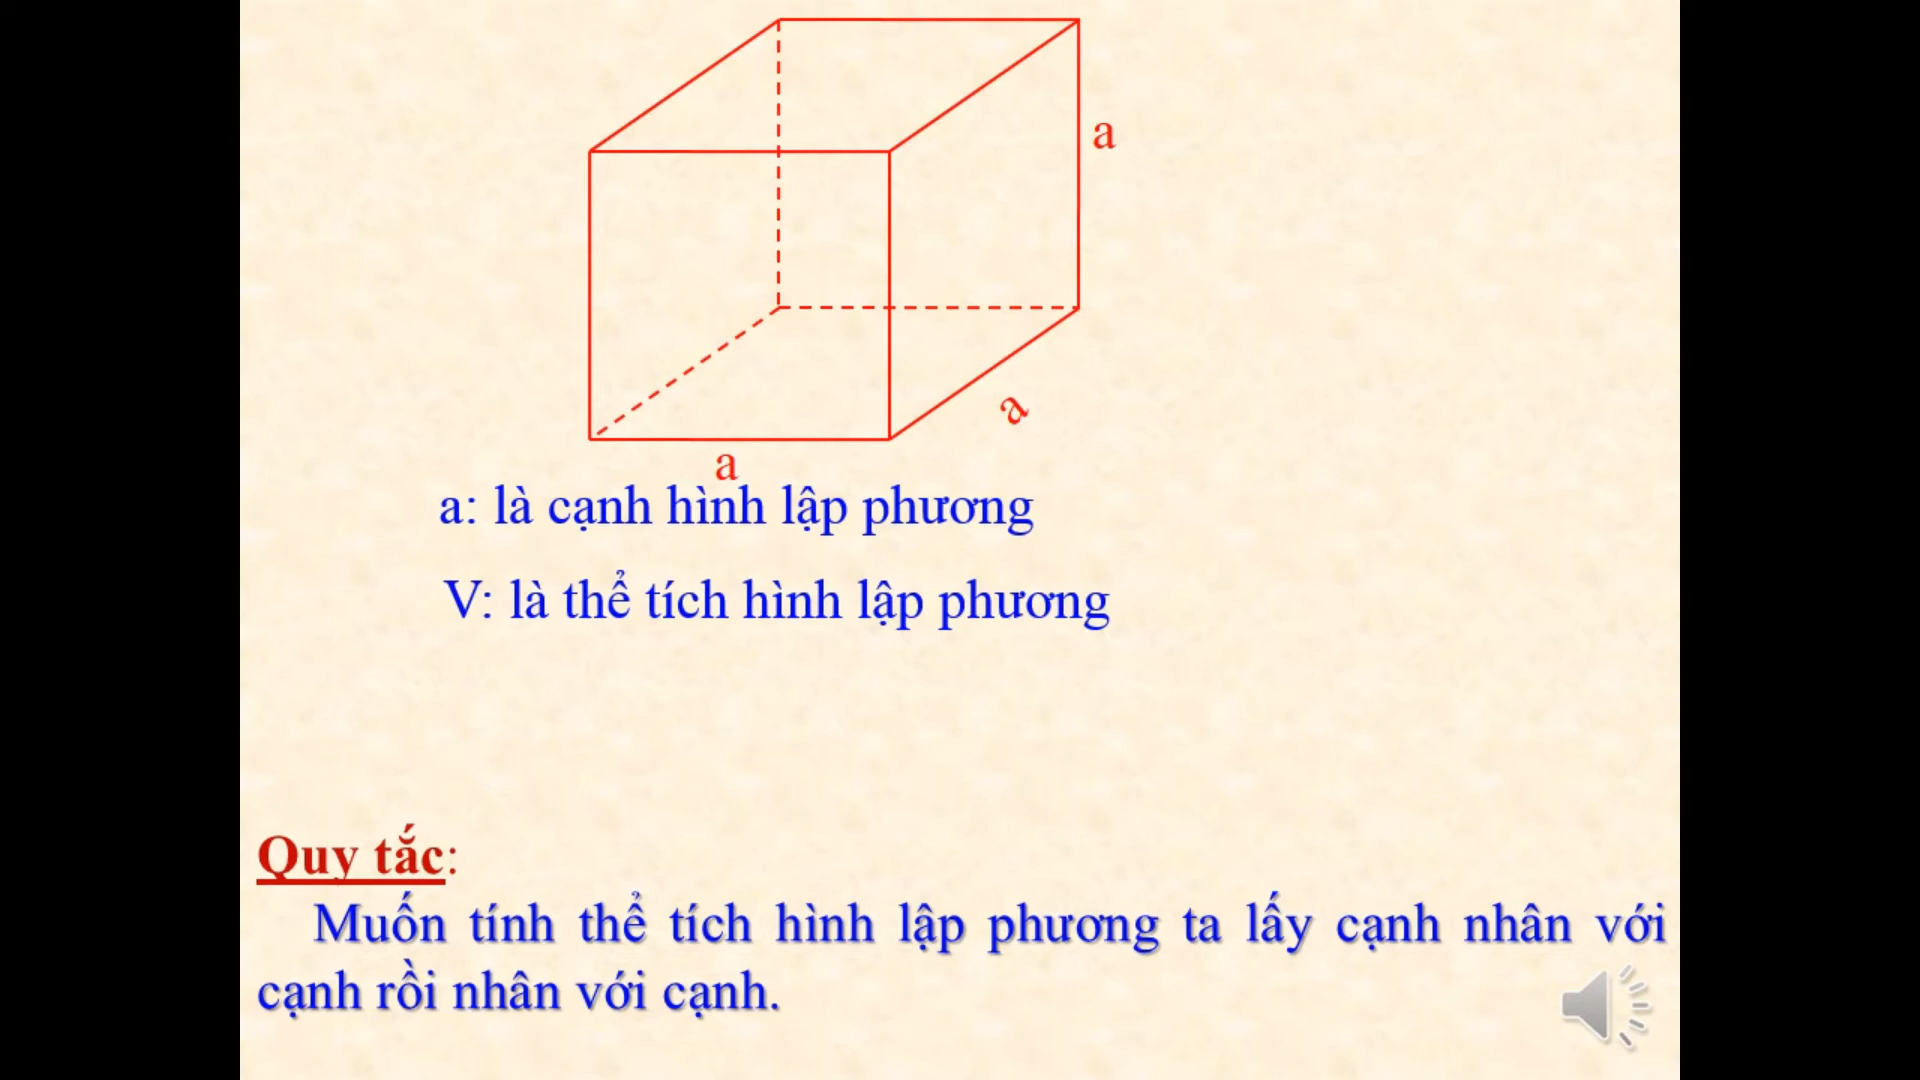 a
a
a
a: là cạnh hình lập phương
V: là thể tích hình lập phương
Quy tắc:
Muốn tính thể tích hình lập phương ta lấy cạnh nhân với
cạnh rồi nhân với cạnh.